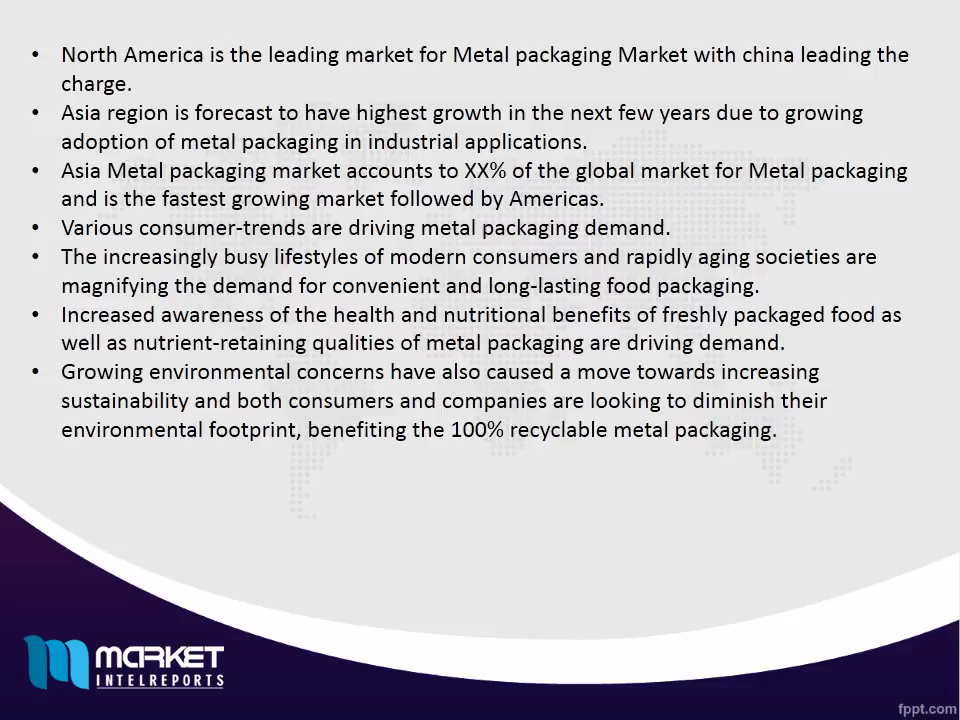 • North America is the leading market for Metal packaging Market with china leading the
charge.
• Asia region is forecast to have highest growth in the next few years due to growing
adoption of metal packaging in industrial applications.
• Asia Metal packaging market accounts to XX% of the global market for Metal packaging
and is the fastest growing market followed by Americas.
• Various consumer-trends are driving metal packaging demand.
• The increasingly busy lifestyles of modern consumers and rapidly aging societies are
magnifying the demand for convenient and long-lasting food packaging.
• Increased awareness of the health and nutritional benefits of freshly packaged food as
well as nutrient-retaining qualities of metal packaging are driving demand.
• Growing environmental concerns have also caused a move towards increasing
sustainability and both consumers and companies are looking to diminish their
environmental footprint, benefiting the 100% recyclable metal packaging.
MARKET
INTELREPORTS
fppt.com